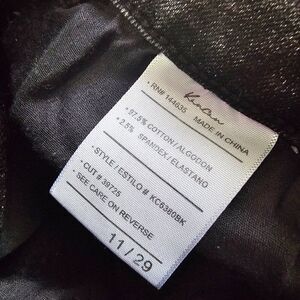 KanCan
• RN# 144635
MADE IN CHINA
• 97.5% COTTON / ALGODON
• 2.5% SPANDEX / ELASTANO
• STYLE / ESTILO # KC6380BK
• CUT # 39725
• SEE CARE ON REVERSE
11 / 29